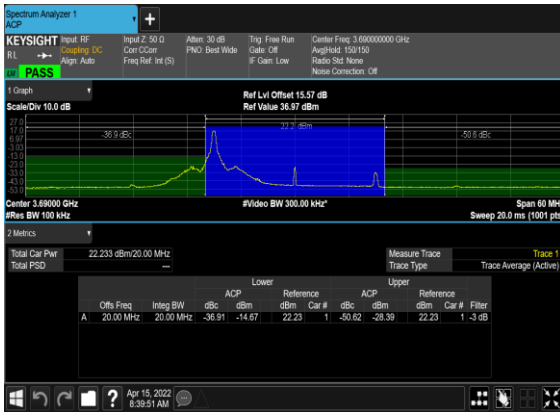 Spectrum Analyzer 1
ACP
+
KEYSIGHT Input: RF Input Z: 50 Ω Atten: 30 dB Trig: Free Run Center Freq: 3.690000000 GHz
RL Coupling: DC Corr CCorr PNO: Best Wide Gate: Off Avg|Hold: 150/150
Align: Auto Freq Ref: Int (S) IF Gain: Low Radio Std: None
PASS Noise Correction: Off
1 Graph
Ref Lvl Offset 15.57 dB
Scale/Div 10.0 dB Ref Value 36.97 dBm
27.0
17.0
6.97
-3.03
-13.0
-23.0
-33.0
-43.0
-53.0
-36.9 dBc 22.2 dBm -50.6 dBc
Center 3.69000 GHz #Video BW 300.00 kHz* Span 60 MHz
#Res BW 100 kHz Sweep 20.0 ms (1001 pts)
2 Metrics
Total Car Pwr 22.233 dBm/20.00 MHz Measure Trace Trace 1
Total PSD --- Trace Type Trace Average (Active)
Lower Upper
ACP Reference ACP Reference
Offs Freq Integ BW dBc dBm dBm Car # dBc dBm dBm Car # Filter
A 20.00 MHz 20.00 MHz -36.91 -14.67 22.23 1 -50.62 -28.39 22.23 1 -3 dB
? Apr 15, 2022
8:39:51 AM